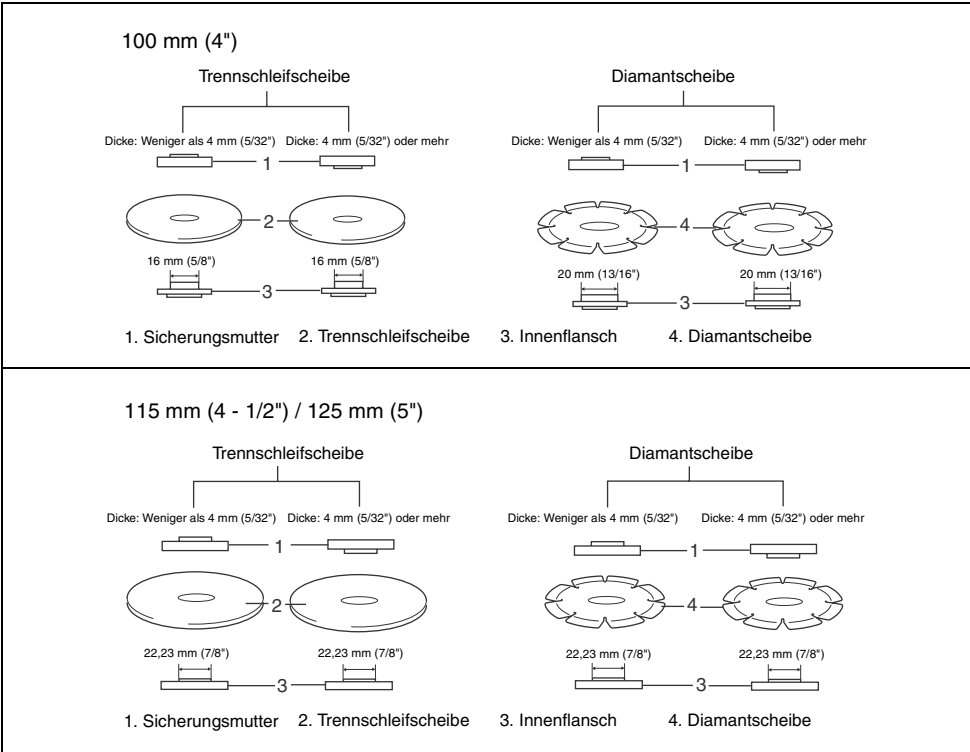 100 mm (4")
Trennschleifscheibe
Diamantscheibe
Dicke: Weniger als 4 mm (5/32") Dicke: 4 mm (5/32") oder mehr
Dicke: Weniger als 4 mm (5/32") Dicke: 4 mm (5/32") oder mehr
1
1
2
4
16 mm (5/8") 16 mm (5/8")
20 mm (13/16") 20 mm (13/16")
3
3
1. Sicherungsmutter 2. Trennschleifscheibe 3. Innenflansch 4. Diamantscheibe
115 mm (4 - 1/2") / 125 mm (5")
Trennschleifscheibe
Diamantscheibe
Dicke: Weniger als 4 mm (5/32") Dicke: 4 mm (5/32") oder mehr
Dicke: Weniger als 4 mm (5/32") Dicke: 4 mm (5/32") oder mehr
1
1
2
4
22,23 mm (7/8") 22,23 mm (7/8")
22,23 mm (7/8") 22,23 mm (7/8")
3
3
1. Sicherungsmutter 2. Trennschleifscheibe 3. Innenflansch 4. Diamantscheibe